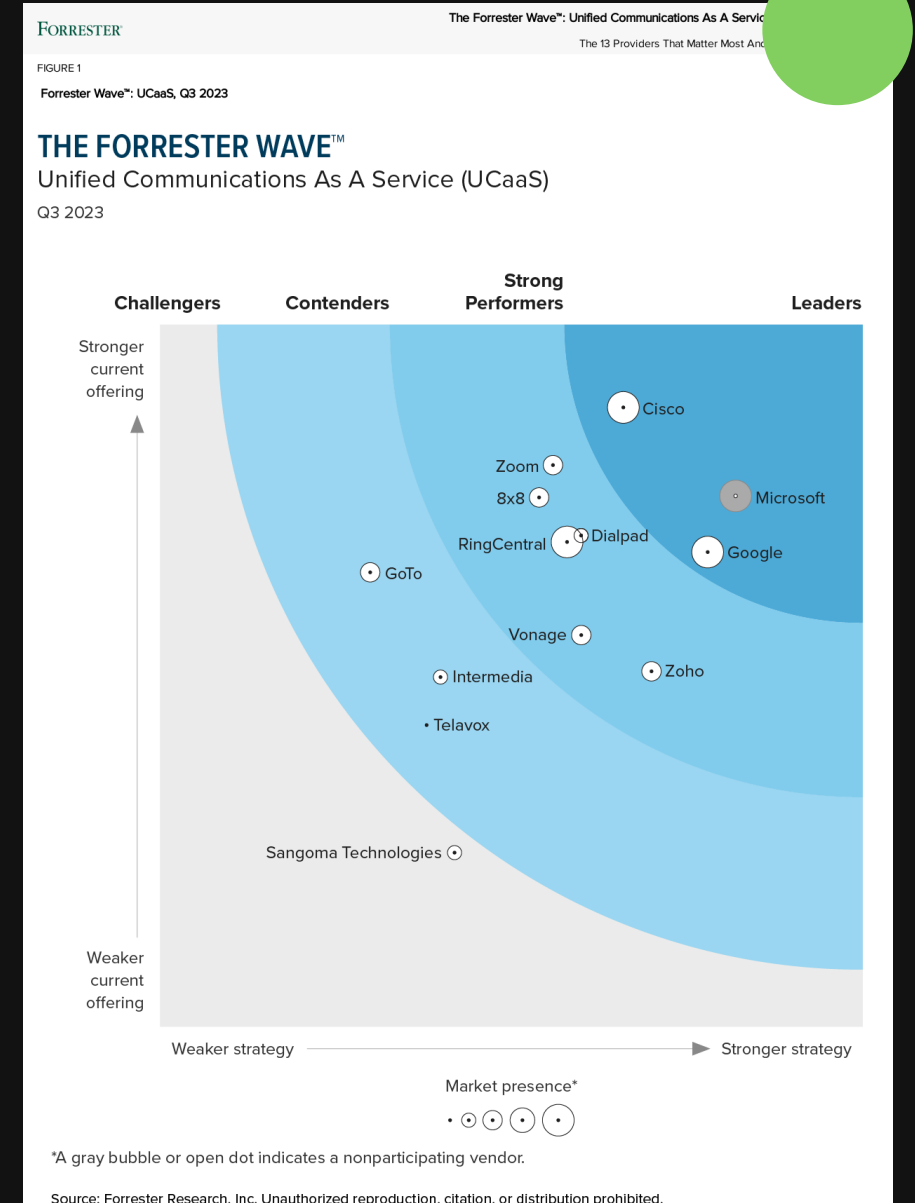 FORRESTER®
The Forrester Wave™: Unified Communications As A
The 13 Providers That Matter Most
FIGURE 1
Forrester Wave™: UCaaS, Q3 2023
THE FORRESTER WAVE™
Unified Communications As A Service (UCaaS)
Q3 2023
Challengers
Contenders
Strong
Performers
Leaders
Stronger
current
offering
Cisco
Zoom
8x8
Microsoft
RingCentral
Dialpad
Google
GoTo
Vonage
Zoho
Intermedia
Telavox
Sangoma Technologies
Weaker
current
offering
Weaker strategy
Stronger strategy
Market presence*
*A gray bubble or open dot indicates a nonparticipating vendor.
Source: Forrester Research, Inc. Unauthorized reproduction, citation, or distribution prohibited.